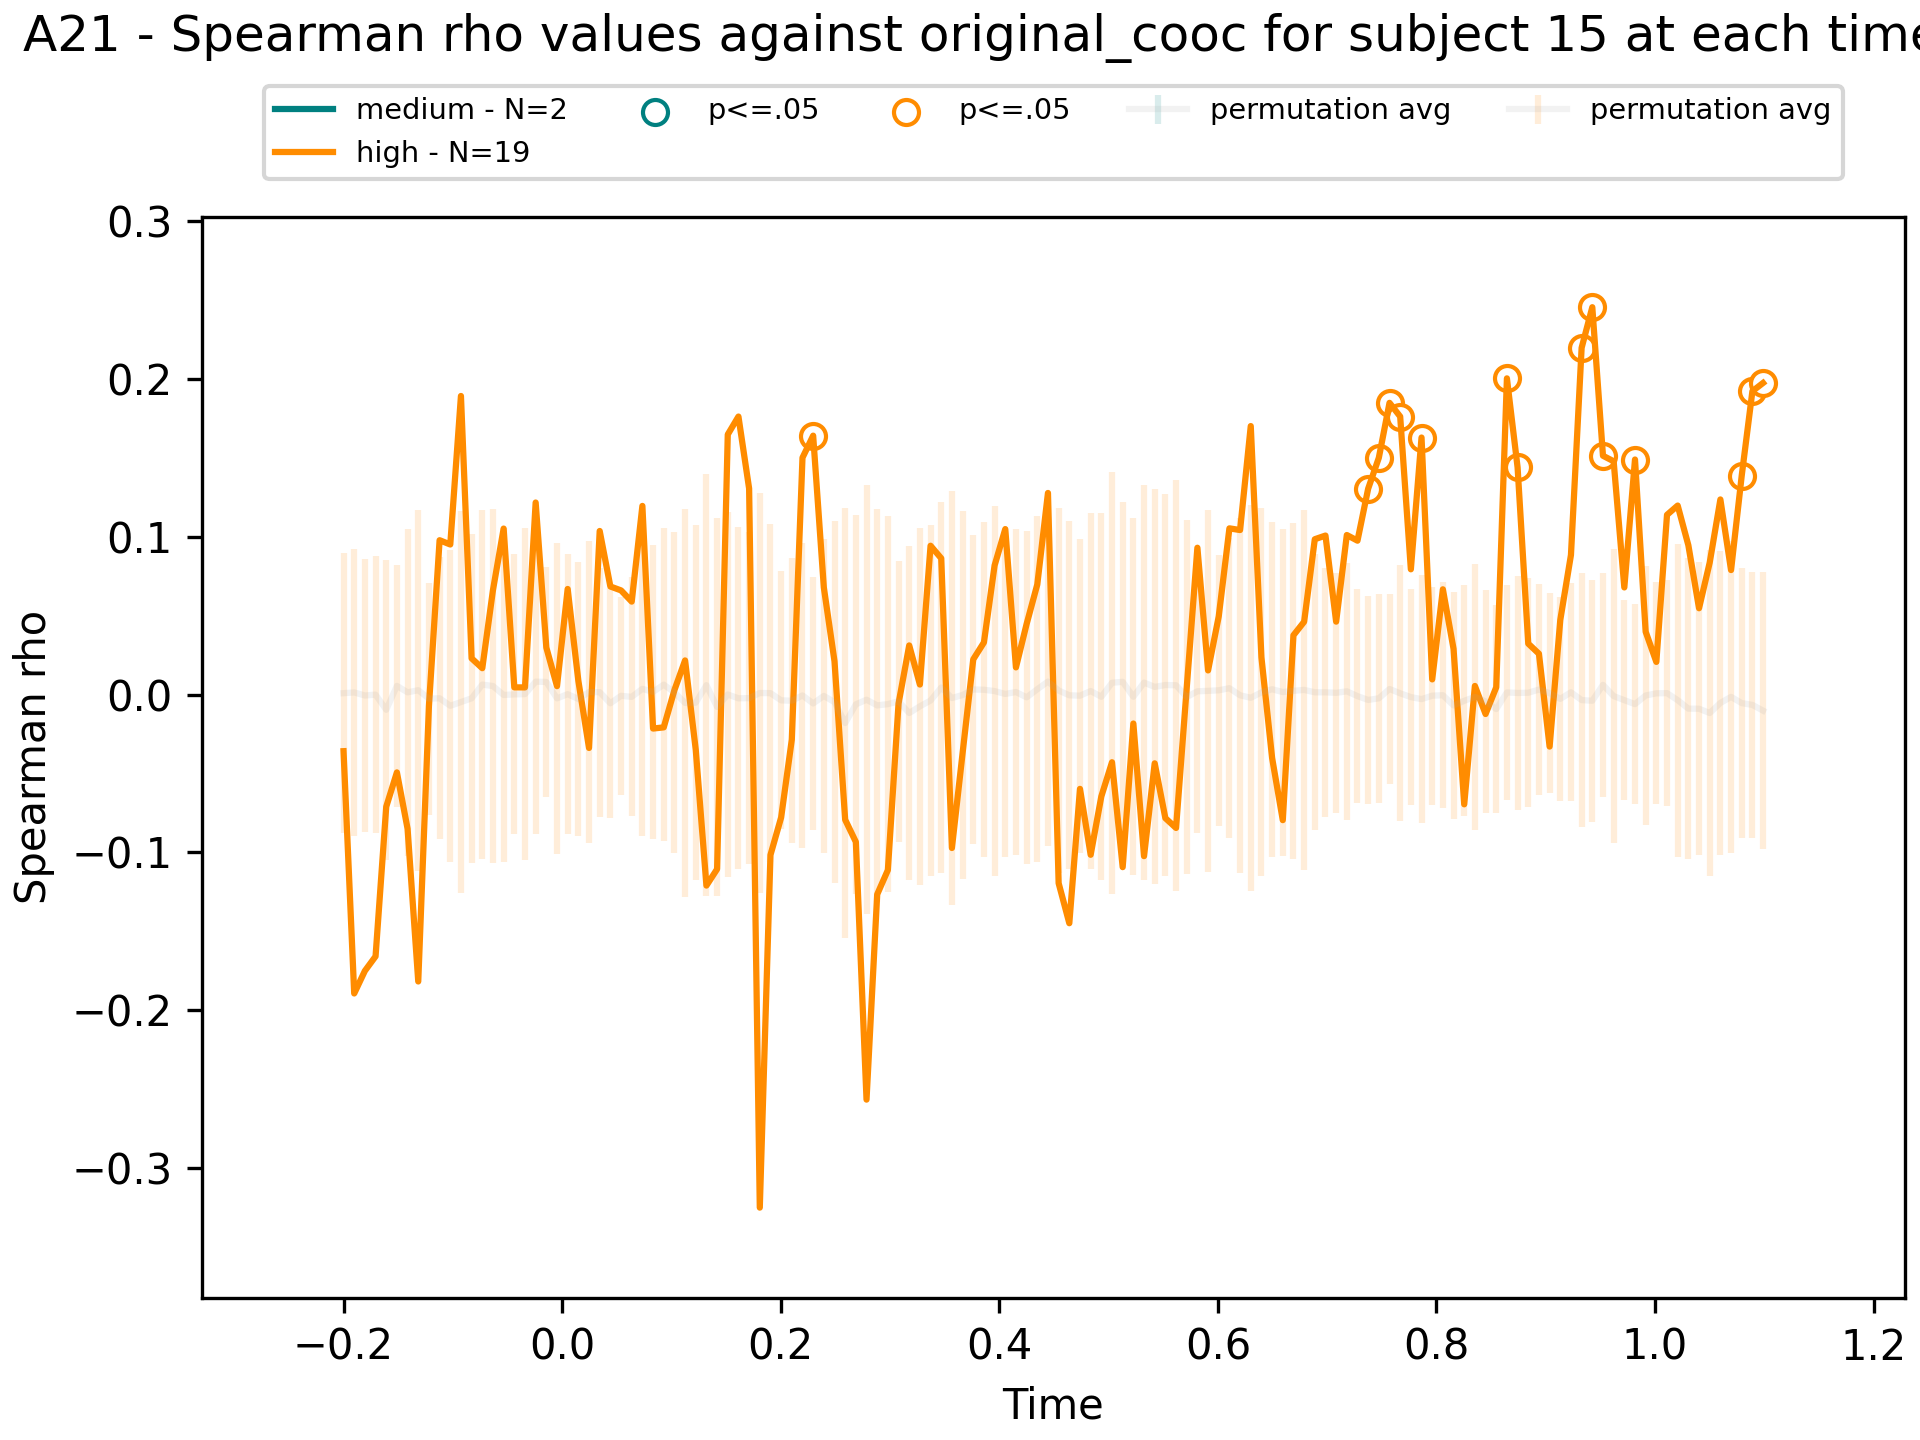 A21 - Spearman rho values against original_cooc for subject 15 at each time
medium - N=2
high - N=19
p<=.05
p<=.05
permutation avg
permutation avg
0.3
0.2
0.1
0.0
−0.1
−0.2
−0.3
Spearman rho
−0.2 0.0 0.2 0.4 0.6 0.8 1.0 1.2
Time